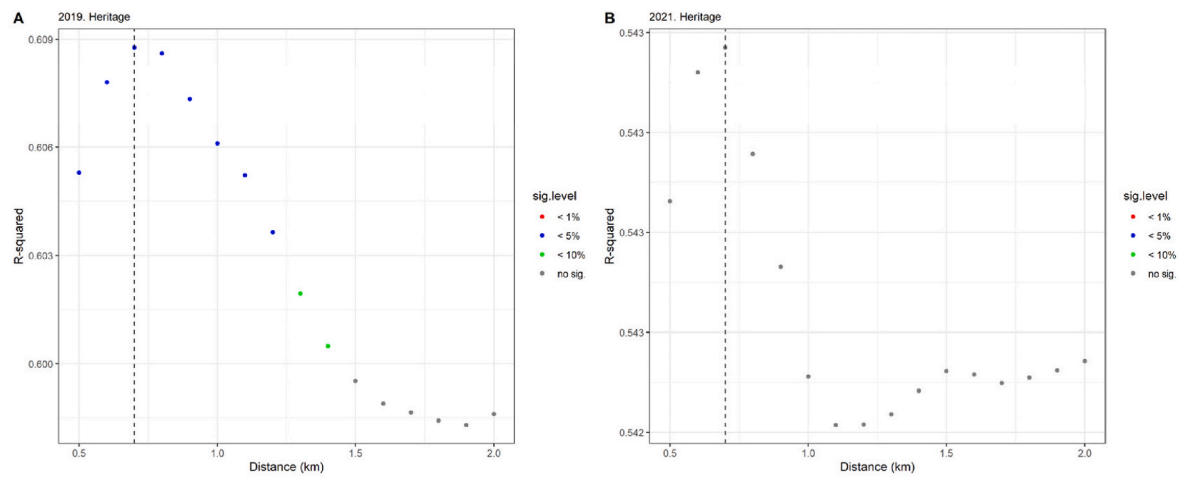 A
2019. Heritage
0.609
0.606
0.603
0.600
R-squared
0.5
1.0
1.5
2.0
Distance (km)
sig.level
< 1%
< 5%
< 10%
no sig.
B
2021. Heritage
0.543
0.543
0.543
0.543
0.542
R-squared
0.5
1.0
1.5
2.0
Distance (km)
sig.level
< 1%
< 5%
< 10%
no sig.